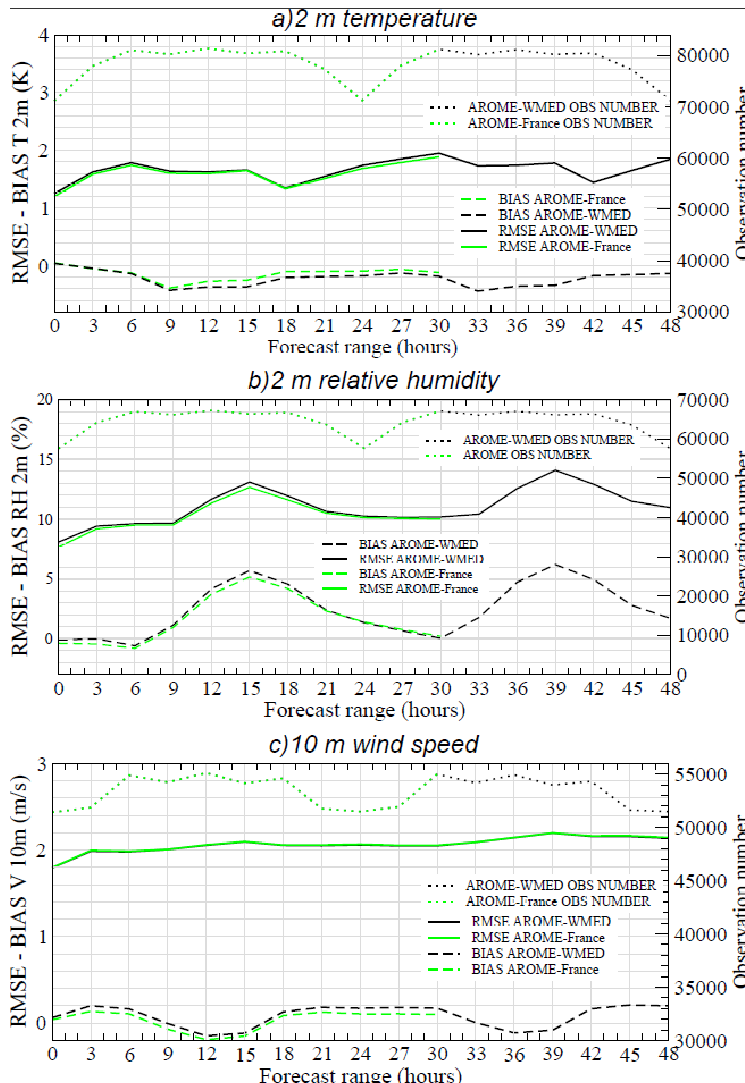 a)2 m temperature
RMSE - BIAS T 2m (K)
4
3
2
1
0
80000
70000
60000
50000
40000
30000
Observation number
AROME-WMED OBS NUMBER
AROME-France OBS NUMBER
BIAS AROME-France
BIAS AROME-WMED
RMSE AROME-WMED
RMSE AROME-France
0 3 6 9 12 15 18 21 24 27 30 33 36 39 42 45 48
Forecast range (hours)
b)2 m relative humidity
RMSE - BIAS RH 2m (%)
20
15
10
5
0
70000
60000
50000
40000
30000
20000
10000
0
Observation number
AROME-WMED OBS NUMBER
AROME OBS NUMBER
BIAS AROME-WMED
RMSE AROME-WMED
BIAS AROME-France
RMSE AROME-France
0 3 6 9 12 15 18 21 24 27 30 33 36 39 42 45 48
Forecast range (hours)
c)10 m wind speed
RMSE - BIAS V 10m (m/s)
3
2
1
0
55000
50000
45000
40000
35000
30000
Observation number
AROME-WMED OBS NUMBER
AROME-France OBS NUMBER
RMSE AROME-WMED
RMSE AROME-France
BIAS AROME-WMED
BIAS AROME-France
0 3 6 9 12 15 18 21 24 27 30 33 36 39 42 45 48
Forecast range (hours)